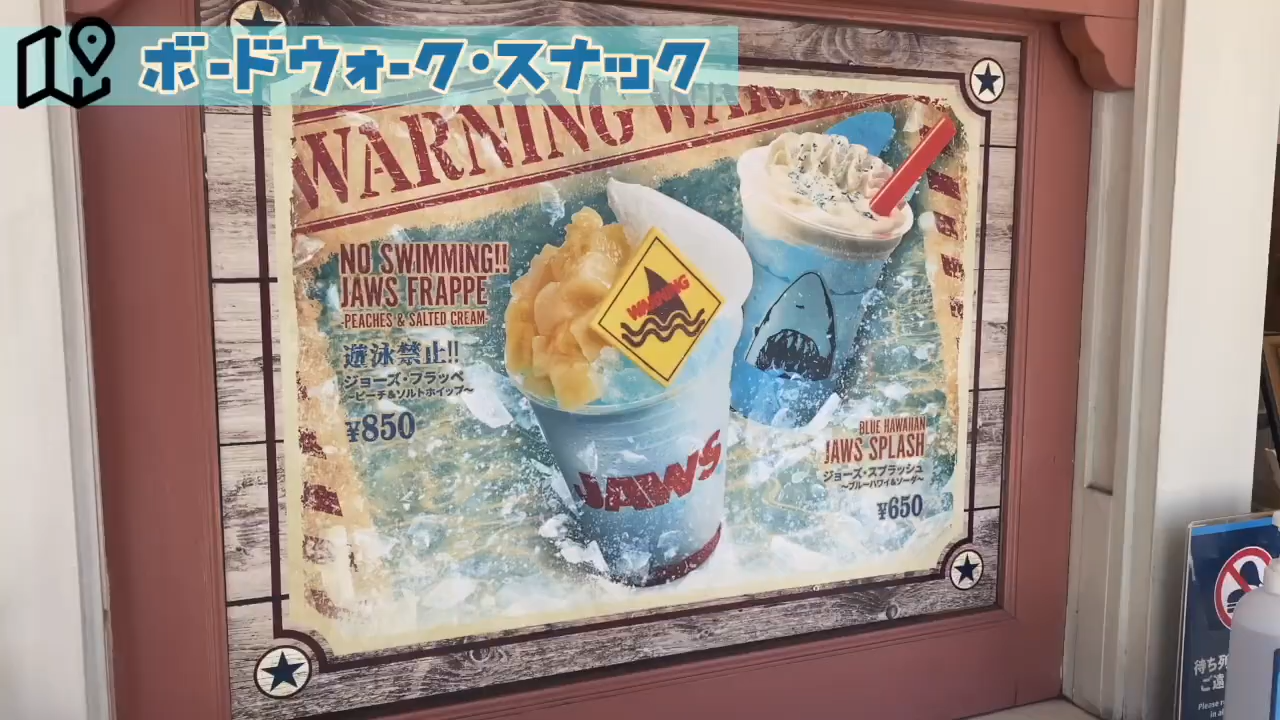 ボードウォーク・スナック
WARNING WARN
NO SWIMMING!!
JAWS FRAPPE
-PEACHES & SALTED CREAM-
遊泳禁止!!
ジョーズ・フラッペ
～ピーチ&ソルトホイップ～
¥850
WARNING
JAWS
BLUE HAWAIIAN
JAWS SPLASH
ジョーズ・スプラッシュ
～ブルーハワイ&ソーダ～
¥650
待ち列
ご遠
Please
in a